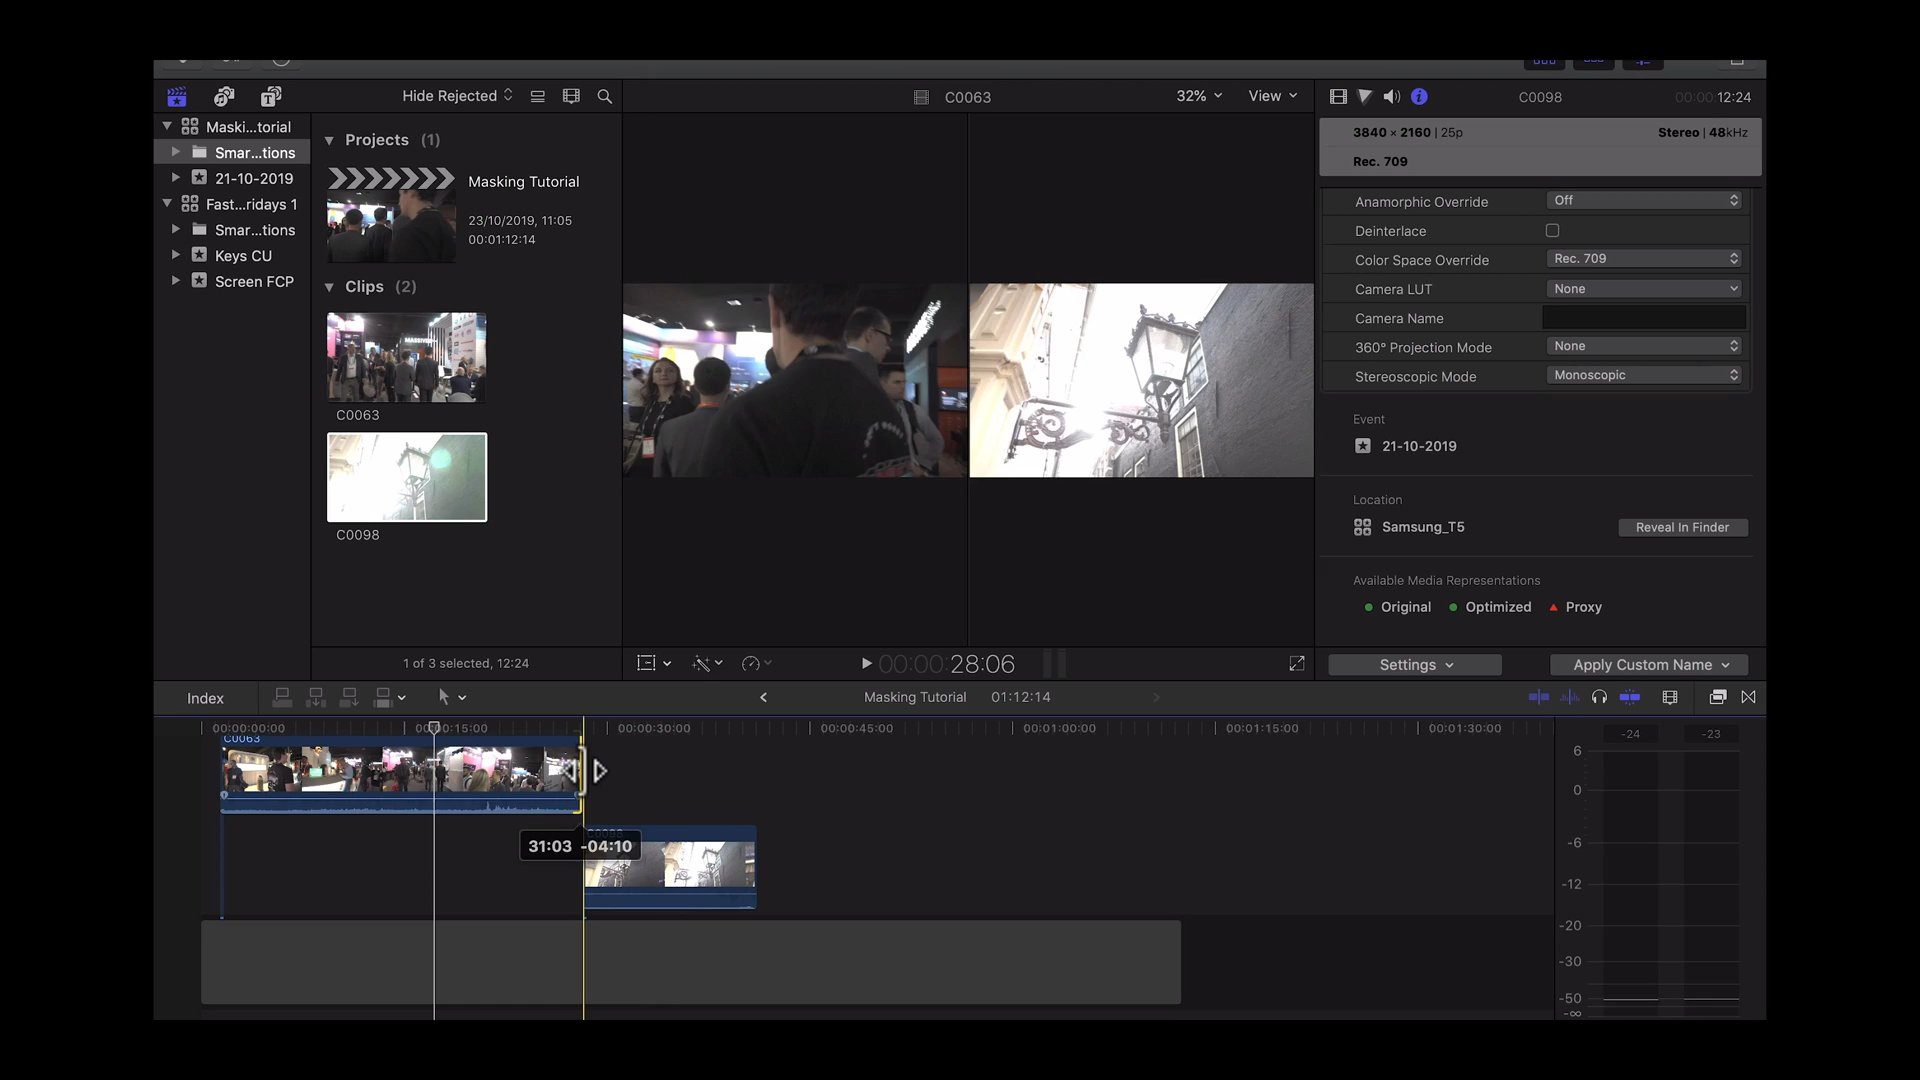 Hide Rejected
C0063
32%
View
C0098
00:00:12:24
Maski...torial
Smar...tions
21-10-2019
Fast...ridays 1
Smar...tions
Keys CU
Screen FCP
Projects (1)
Masking Tutorial
23/10/2019, 11:05
00:01:12:14
Clips (2)
C0063
C0098
1 of 3 selected, 12:24
00:00:28:06
3840 × 2160 | 25p
Stereo | 48kHz
Rec. 709
Anamorphic Override
Off
Deinterlace
Color Space Override
Rec. 709
Camera LUT
None
Camera Name
360° Projection Mode
None
Stereoscopic Mode
Monoscopic
Event
21-10-2019
Location
Samsung_T5
Reveal In Finder
Available Media Representations
Original
Optimized
Proxy
Settings
Apply Custom Name
Index
Masking Tutorial
01:12:14
00:00:00:00
00:00:15:00
00:00:30:00
00:00:45:00
00:01:00:00
00:01:15:00
00:01:30:00
C0063
31:03 -04:10
C0098
-24
-23
6
0
-6
-12
-20
-30
-50
-∞